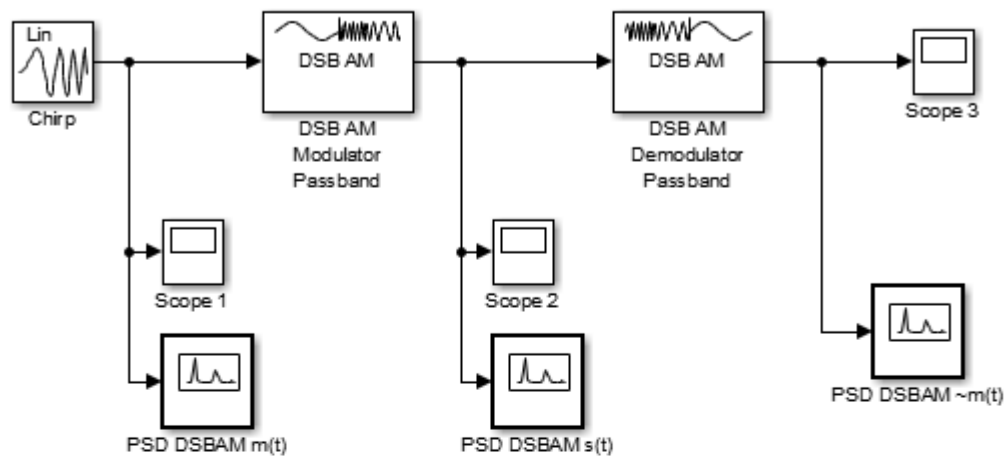 Lin
Chirp
DSB AM
DSB AM
Modulator
Passband
DSB AM
DSB AM
Demodulator
Passband
Scope 3
Scope 1
Scope 2
PSD DSBAM m(t)
PSD DSBAM s(t)
PSD DSBAM ~m(t)